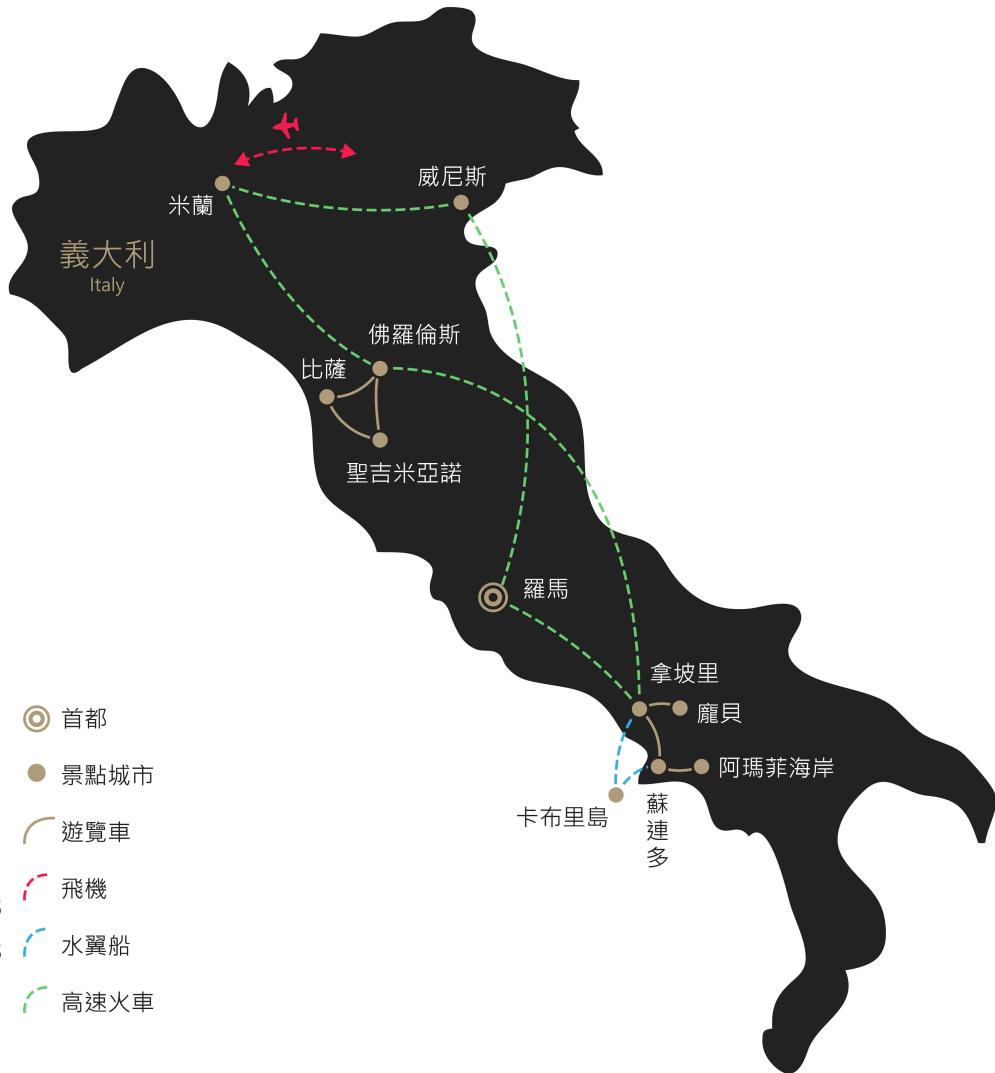 威尼斯
米蘭
義大利
Italy
佛羅倫斯
比薩
聖吉米亞諾
羅馬
拿坡里
龐貝
阿瑪菲海岸
卡布里島
蘇連多
首都
景點城市
遊覽車
飛機
水翼船
高速火車